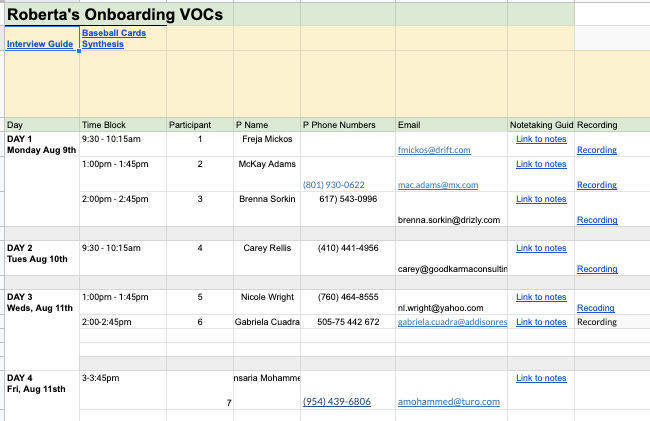 Roberta's Onboarding VOCs
Interview Guide Baseball Cards
Synthesis
Day Time Block Participant P Name P Phone Numbers Email Notetaking Guid Recording
DAY 1 9:30 - 10:15am 1 Freja Mickos Link to notes
Monday Aug 9th fmickos@drift.com Recording
1:00pm - 1:45pm 2 McKay Adams Link to notes
(801) 930-0622 mac.adams@mx.com Recording
2:00pm - 2:45pm 3 Brenna Sorkin 617) 543-0996 Link to notes
brenna.sorkin@drizly.com Recording
DAY 2 9:30 - 10:15am 4 Carey Rellis (410) 441-4956 Link to notes
Tues Aug 10th carey@goodkarmaconsultin Recording
DAY 3 1:00pm - 1:45pm 5 Nicole Wright (760) 464-8555 Link to notes
Weds, Aug 11th nl.wright@yahoo.com Recoding
2:00-2:45pm 6 Gabriela Cuadra 505-75 442 672 gabriela.cuadra@addisonres Link to notes Recording
DAY 4 3-3:45pm nsaria Mohamme Link to notes
Fri, Aug 11sth
7 (954) 439-6806 amohammed@turo.com